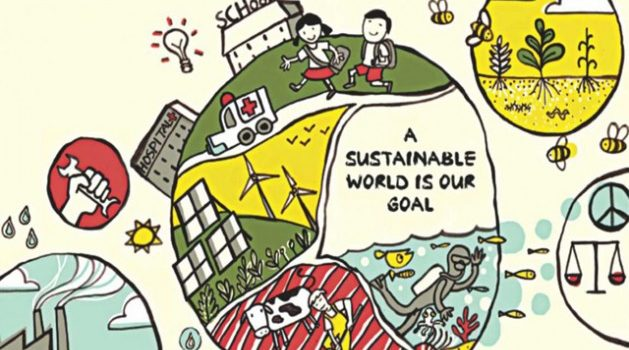 SCHOOL
HOSPITAL
A
SUSTAINABLE
WORLD IS OUR
GOAL